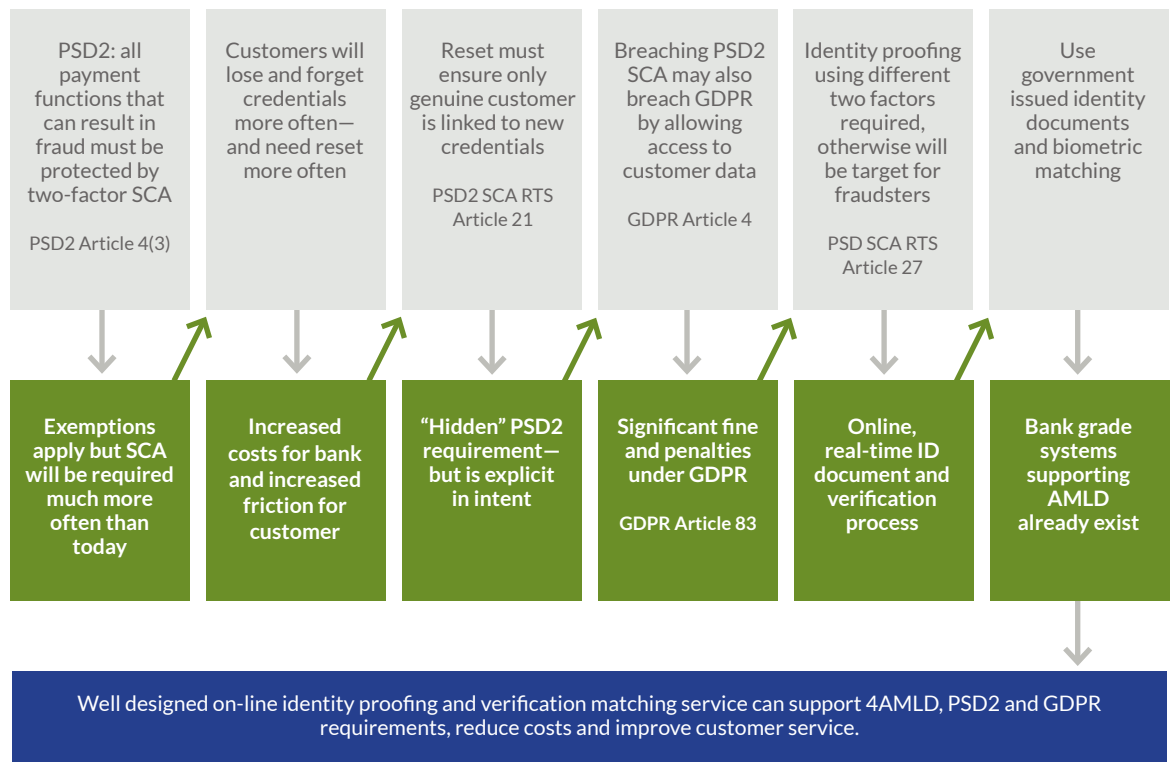 PSD2: all
payment
functions that
can result in
fraud must be
protected by
two-factor SCA
PSD2 Article 4(3)
Customers will
lose and forget
credentials
more often—
and need reset
more often
Reset must
ensure only
genuine customer
is linked to new
credentials
PSD2 SCA RTS
Article 21
Breaching PSD2
SCA may also
breach GDPR
by allowing
access to
customer data
GDPR Article 4
Identity proofing
using different
two factors
required,
otherwise will
be target for
fraudsters
PSD SCA RTS
Article 27
Use
government
issued identity
documents
and biometric
matching
Exemptions
apply but SCA
will be required
much more
often than
today
Increased
costs for bank
and increased
friction for
customer
“Hidden” PSD2
requirement—
but is explicit
in intent
Significant fine
and penalties
under GDPR
GDPR Article 83
Online,
real-time ID
document and
verification
process
Bank grade
systems
supporting
AMLD
already exist
Well designed on-line identity proofing and verification matching service can support 4AMLD, PSD2 and GDPR
requirements, reduce costs and improve customer service.